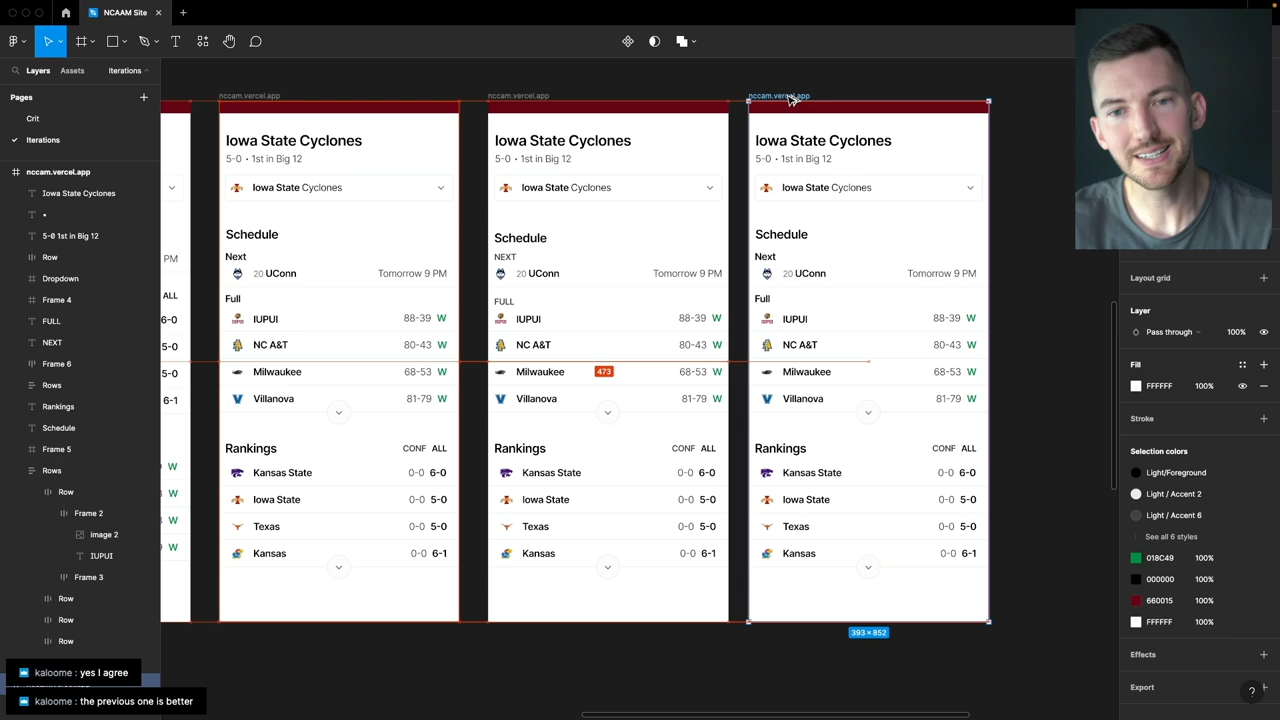 NCAAM Site
Layers
Assets
Iterations
Pages
Crit
Iterations
nccam.vercel.app
Iowa State Cyclones
•
5-0 1st in Big 12
Row
Dropdown
Frame 4
FULL
NEXT
Frame 6
Rows
Rankings
Schedule
Frame 5
Rows
Row
Frame 2
image 2
IUPUI
Frame 3
Row
Row
Row
kaloome : yes I agree
kaloome : the previous one is better
PM
ALL
6-0
5-0
5-0
6-1
W
W
W
W
nccam.vercel.app
Iowa State Cyclones
5-0 • 1st in Big 12
Iowa State Cyclones
Schedule
Next
20 UConn Tomorrow 9 PM
Full
IUPUI 88-39 W
NC A&T 80-43 W
Milwaukee 68-53 W
Villanova 81-79 W
Rankings CONF ALL
Kansas State 0-0 6-0
Iowa State 0-0 5-0
Texas 0-0 5-0
Kansas 0-0 6-1
nccam.vercel.app
Iowa State Cyclones
5-0 • 1st in Big 12
Iowa State Cyclones
Schedule
NEXT
20 UConn Tomorrow 9 PM
FULL
IUPUI 88-39 W
NC A&T 80-43 W
Milwaukee 473 68-53 W
Villanova 81-79 W
Rankings CONF ALL
Kansas State 0-0 6-0
Iowa State 0-0 5-0
Texas 0-0 5-0
Kansas 0-0 6-1
nccam.vercel.app
Iowa State Cyclones
5-0 • 1st in Big 12
Iowa State Cyclones
Schedule
Next
20 UConn Tomorrow 9 PM
Full
IUPUI 88-39 W
NC A&T 80-43 W
Milwaukee 68-53 W
Villanova 81-79 W
Rankings CONF ALL
Kansas State 0-0 6-0
Iowa State 0-0 5-0
Texas 0-0 5-0
Kansas 0-0 6-1
393 × 852
Layout grid
Layer
Pass through 100%
Fill
FFFFFF 100%
Stroke
Selection colors
Light/Foreground
Light / Accent 2
Light / Accent 6
See all 6 styles
018C49 100%
000000 100%
660015 100%
FFFFFF 100%
Effects
Export
?